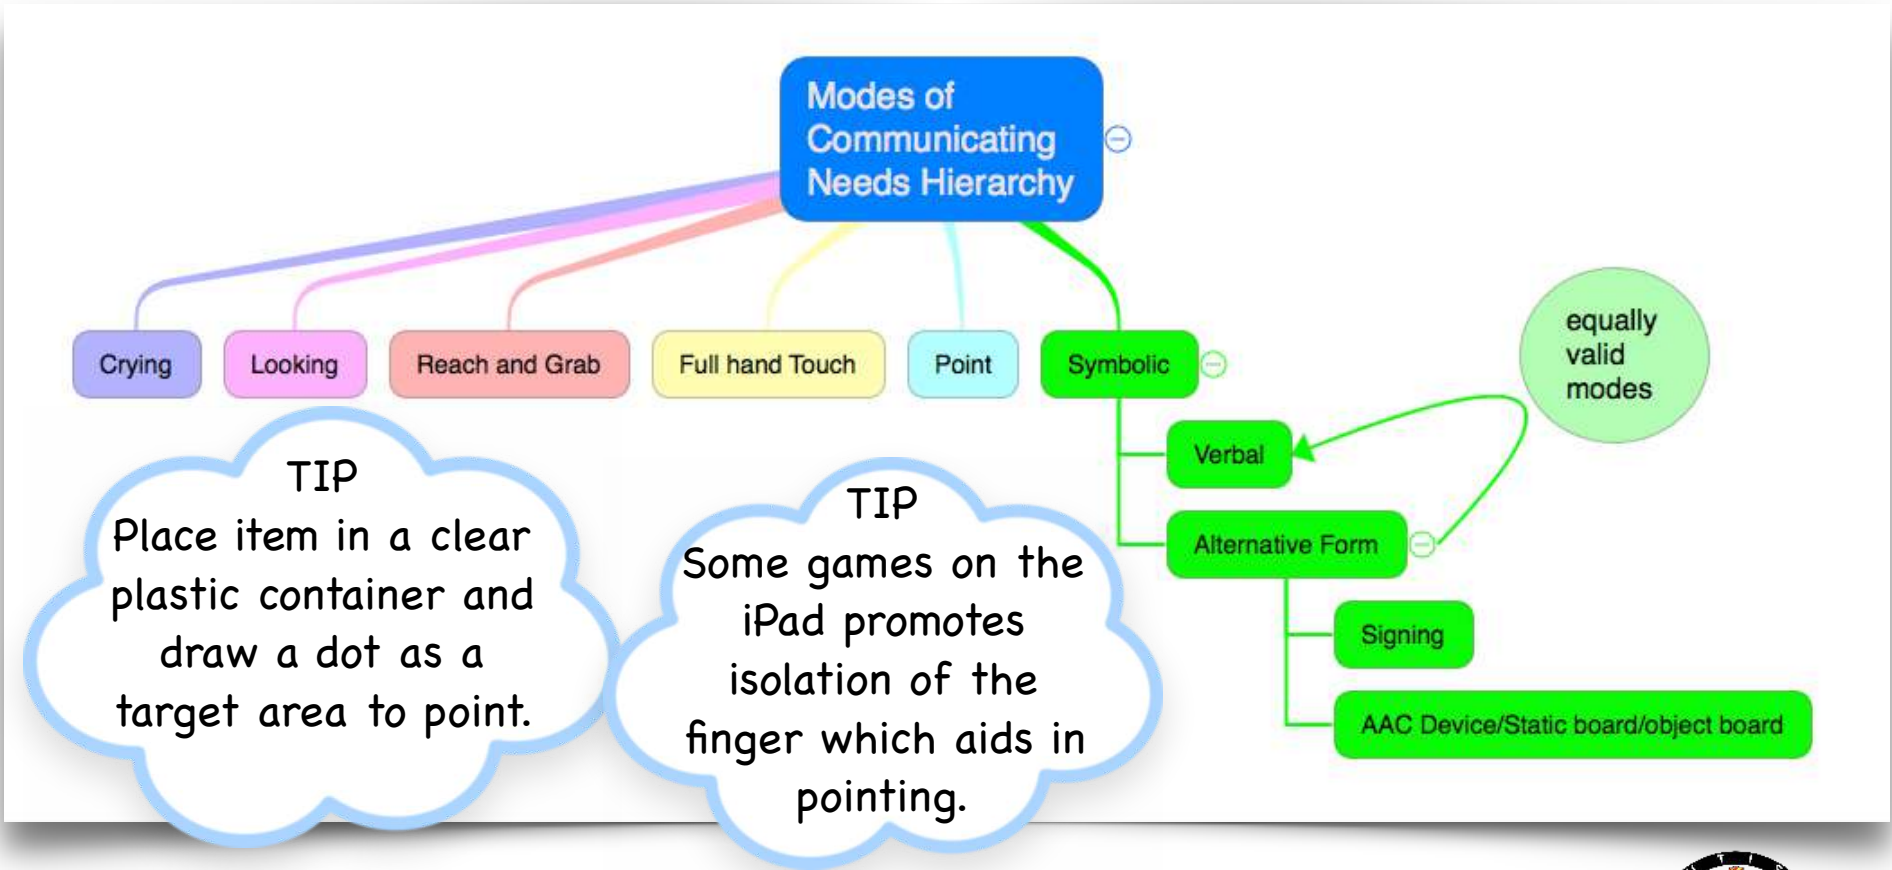 Modes of
Communicating
Needs Hierarchy
Crying
Looking
Reach and Grab
Full hand Touch
Point
Symbolic
equally
valid
modes
Verbal
Alternative Form
Signing
AAC Device/Static board/object board
TIP
Place item in a clear
plastic container and
draw a dot as a
target area to point.
TIP
Some games on the
iPad promotes
isolation of the
finger which aids in
pointing.